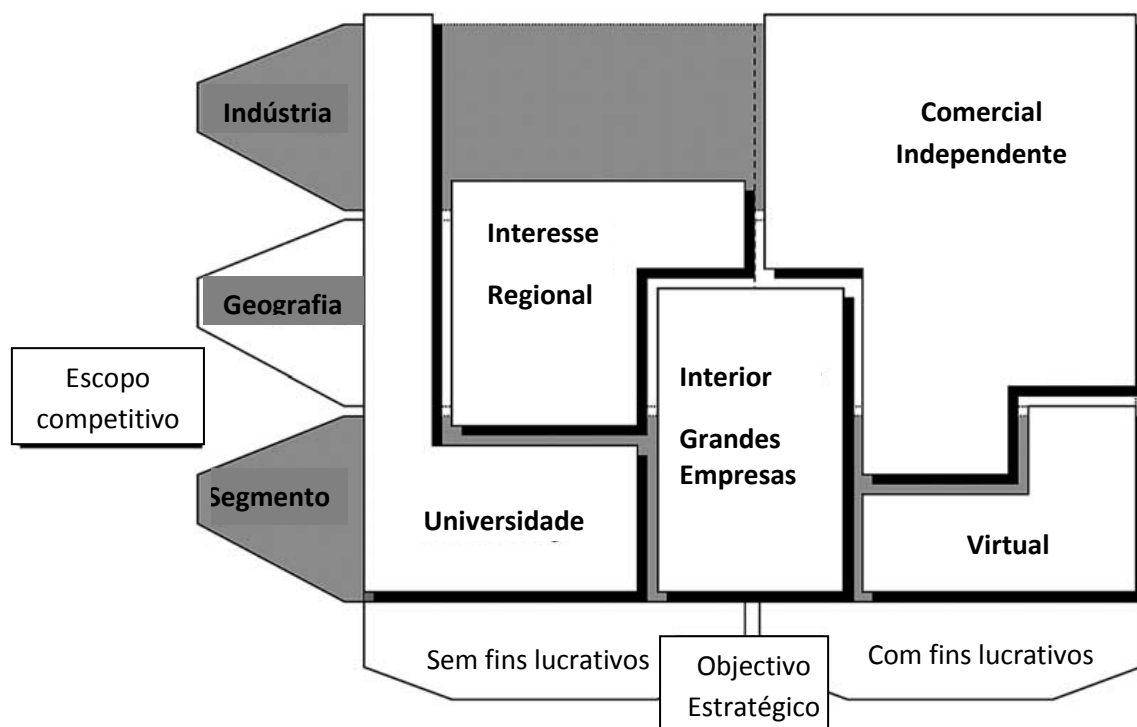 Indústria
Comercial
Independente
Interesse
Regional
Geografia
Escopo
competitivo
Interior
Grandes
Empresas
Segmento
Universidade
Virtual
Sem fins lucrativos
Objectivo
Estratégico
Com fins lucrativos